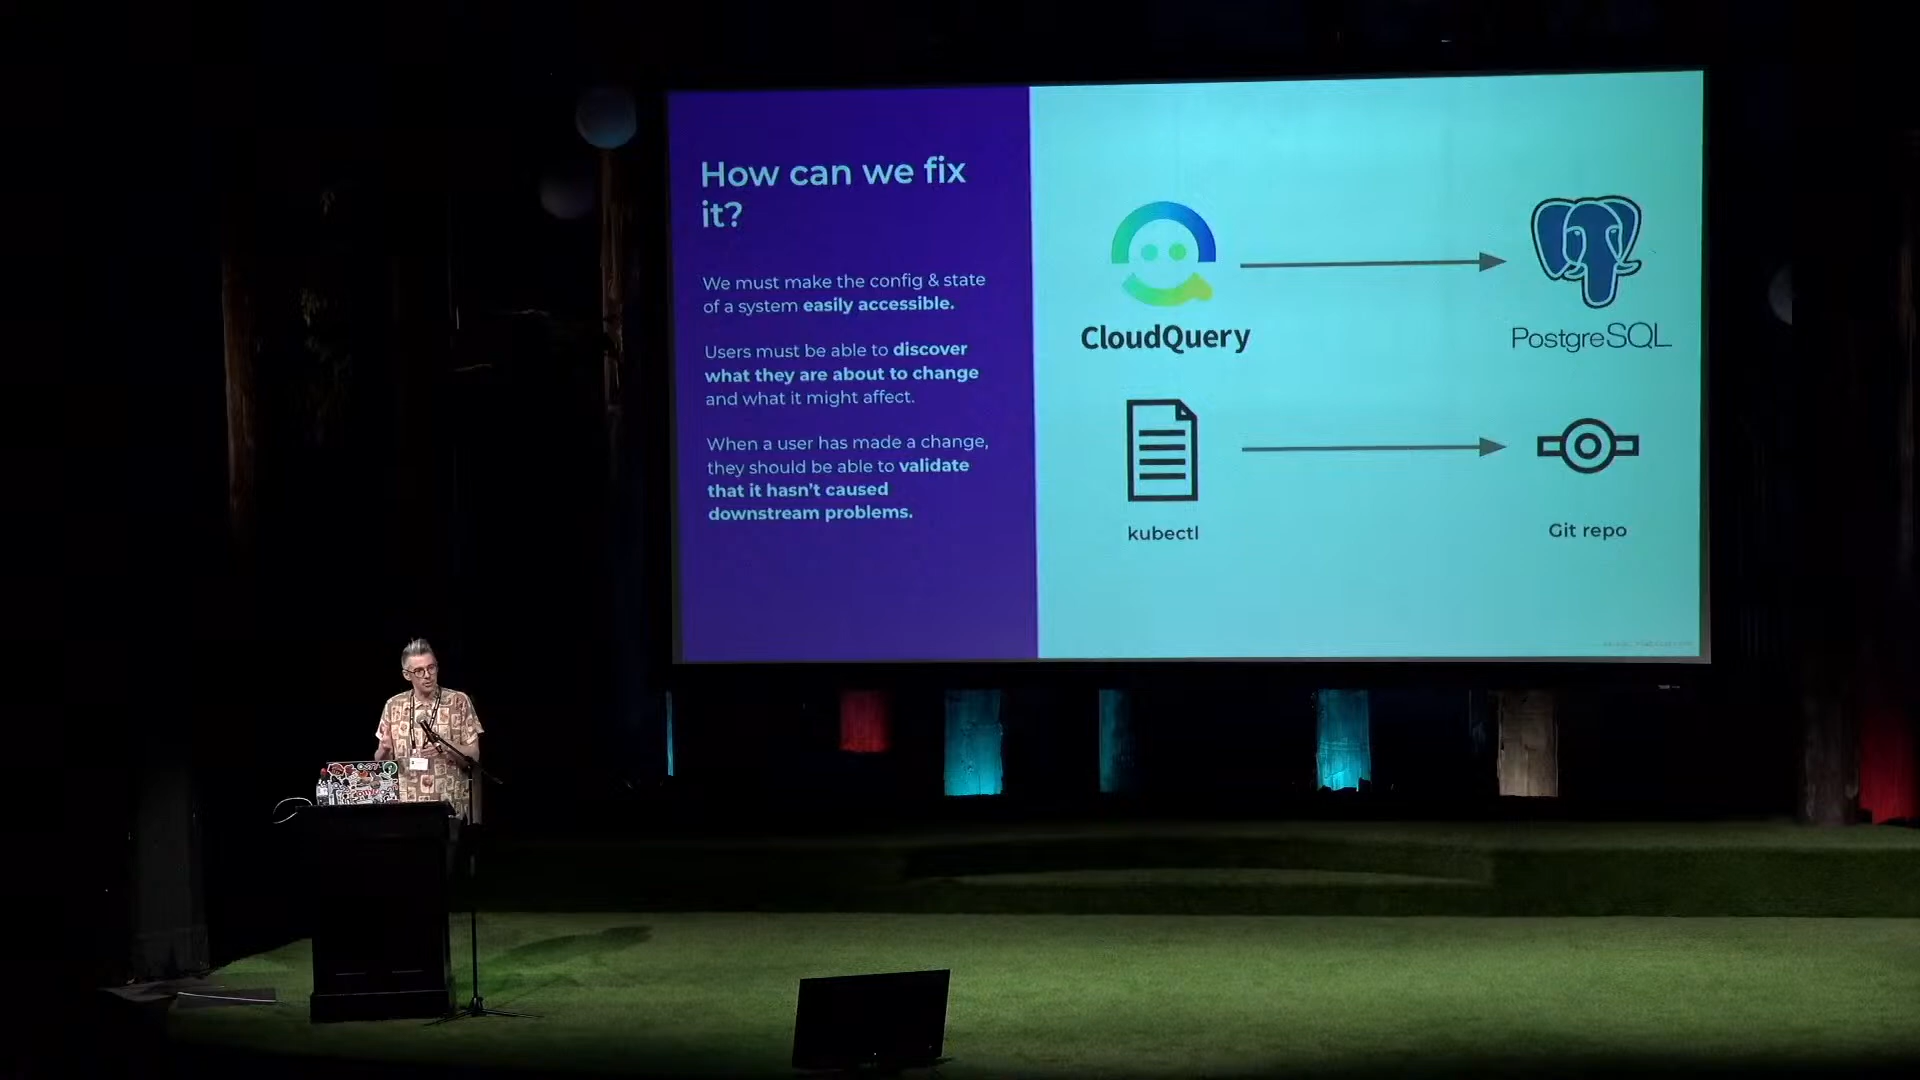 How can we fix
it?
We must make the config & state
of a system easily accessible.
Users must be able to discover
what they are about to change
and what it might affect.
When a user has made a change,
they should be able to validate
that it hasn't caused
downstream problems.
CloudQuery
PostgreSQL
kubectl
Git repo